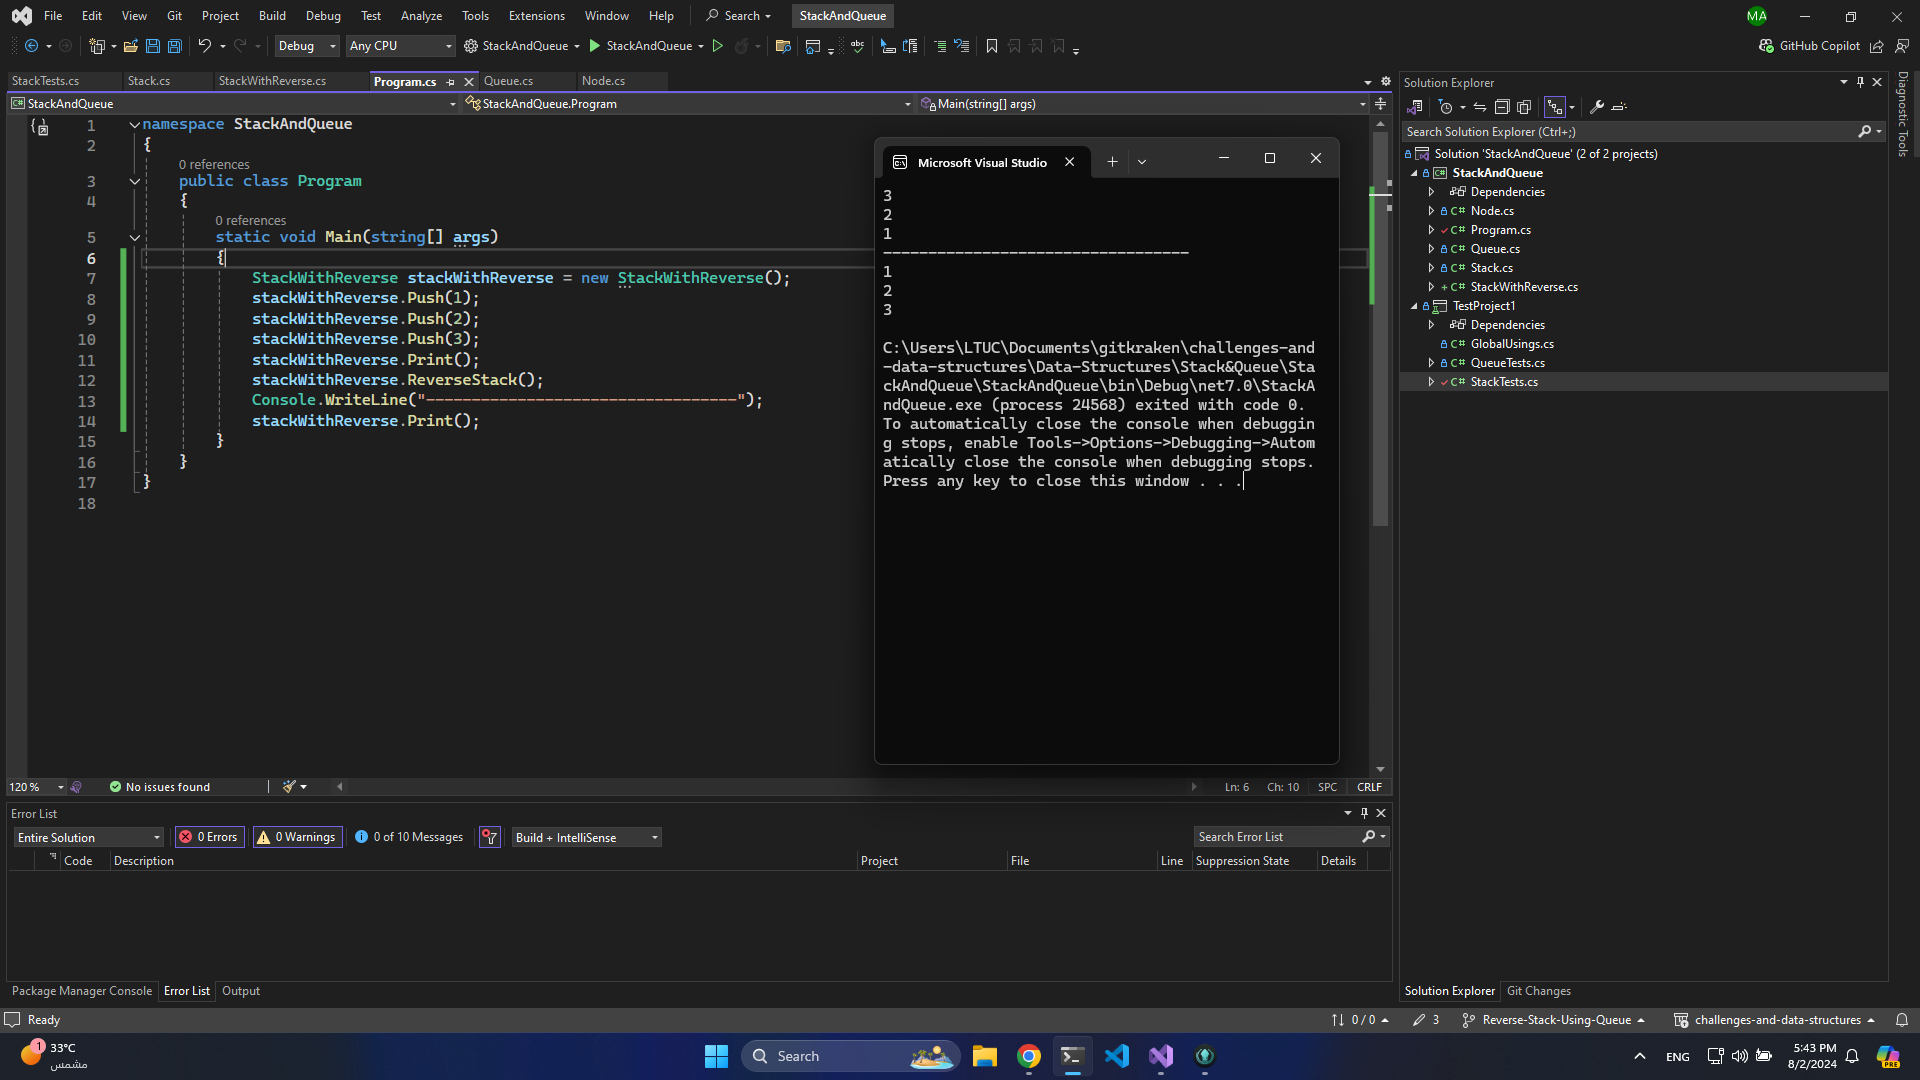 File Edit View Git Project Build Debug Test Analyze Tools Extensions Window Help Search StackAndQueue MA
Debug Any CPU StackAndQueue StackAndQueue GitHub Copilot
StackTests.cs Stack.cs StackWithReverse.cs Program.cs Queue.cs Node.cs
StackAndQueue StackAndQueue.Program Main(string[] args)
1 namespace StackAndQueue
2 {
0 references
3 public class Program
4 {
0 references
5 static void Main(string[] args)
6 {
7 StackWithReverse stackWithReverse = new StackWithReverse();
8 stackWithReverse.Push(1);
9 stackWithReverse.Push(2);
10 stackWithReverse.Push(3);
11 stackWithReverse.Print();
12 stackWithReverse.ReverseStack();
13 Console.WriteLine("----------------------------------");
14 stackWithReverse.Print();
15 }
16 }
17 }
18
Microsoft Visual Studio
3
2
1
----------------------------------
1
2
3
C:\Users\LTUC\Documents\gitkraken\challenges-and
-data-structures\Data-Structures\Stack&Queue\Sta
ckAndQueue\StackAndQueue\bin\Debug\net7.0\StackA
ndQueue.exe (process 24568) exited with code 0.
To automatically close the console when debuggin
g stops, enable Tools->Options->Debugging->Autom
atically close the console when debugging stops.
Press any key to close this window . . .
Solution Explorer
Search Solution Explorer (Ctrl+;)
Solution 'StackAndQueue' (2 of 2 projects)
StackAndQueue
Dependencies
C# Node.cs
C# Program.cs
C# Queue.cs
C# Stack.cs
C# StackWithReverse.cs
TestProject1
Dependencies
C# GlobalUsings.cs
C# QueueTests.cs
C# StackTests.cs
Diagnostic Tools
120 % No issues found Ln: 6 Ch: 10 SPC CRLF
Error List
Entire Solution 0 Errors 0 Warnings 0 of 10 Messages Build + IntelliSense Search Error List
Code Description Project File Line Suppression State Details
Package Manager Console Error List Output
Solution Explorer Git Changes
Ready 0 / 0 3 Reverse-Stack-Using-Queue challenges-and-data-structures
1 33°C
مشمس
Search
ENG
5:43 PM
8/2/2024
PRE